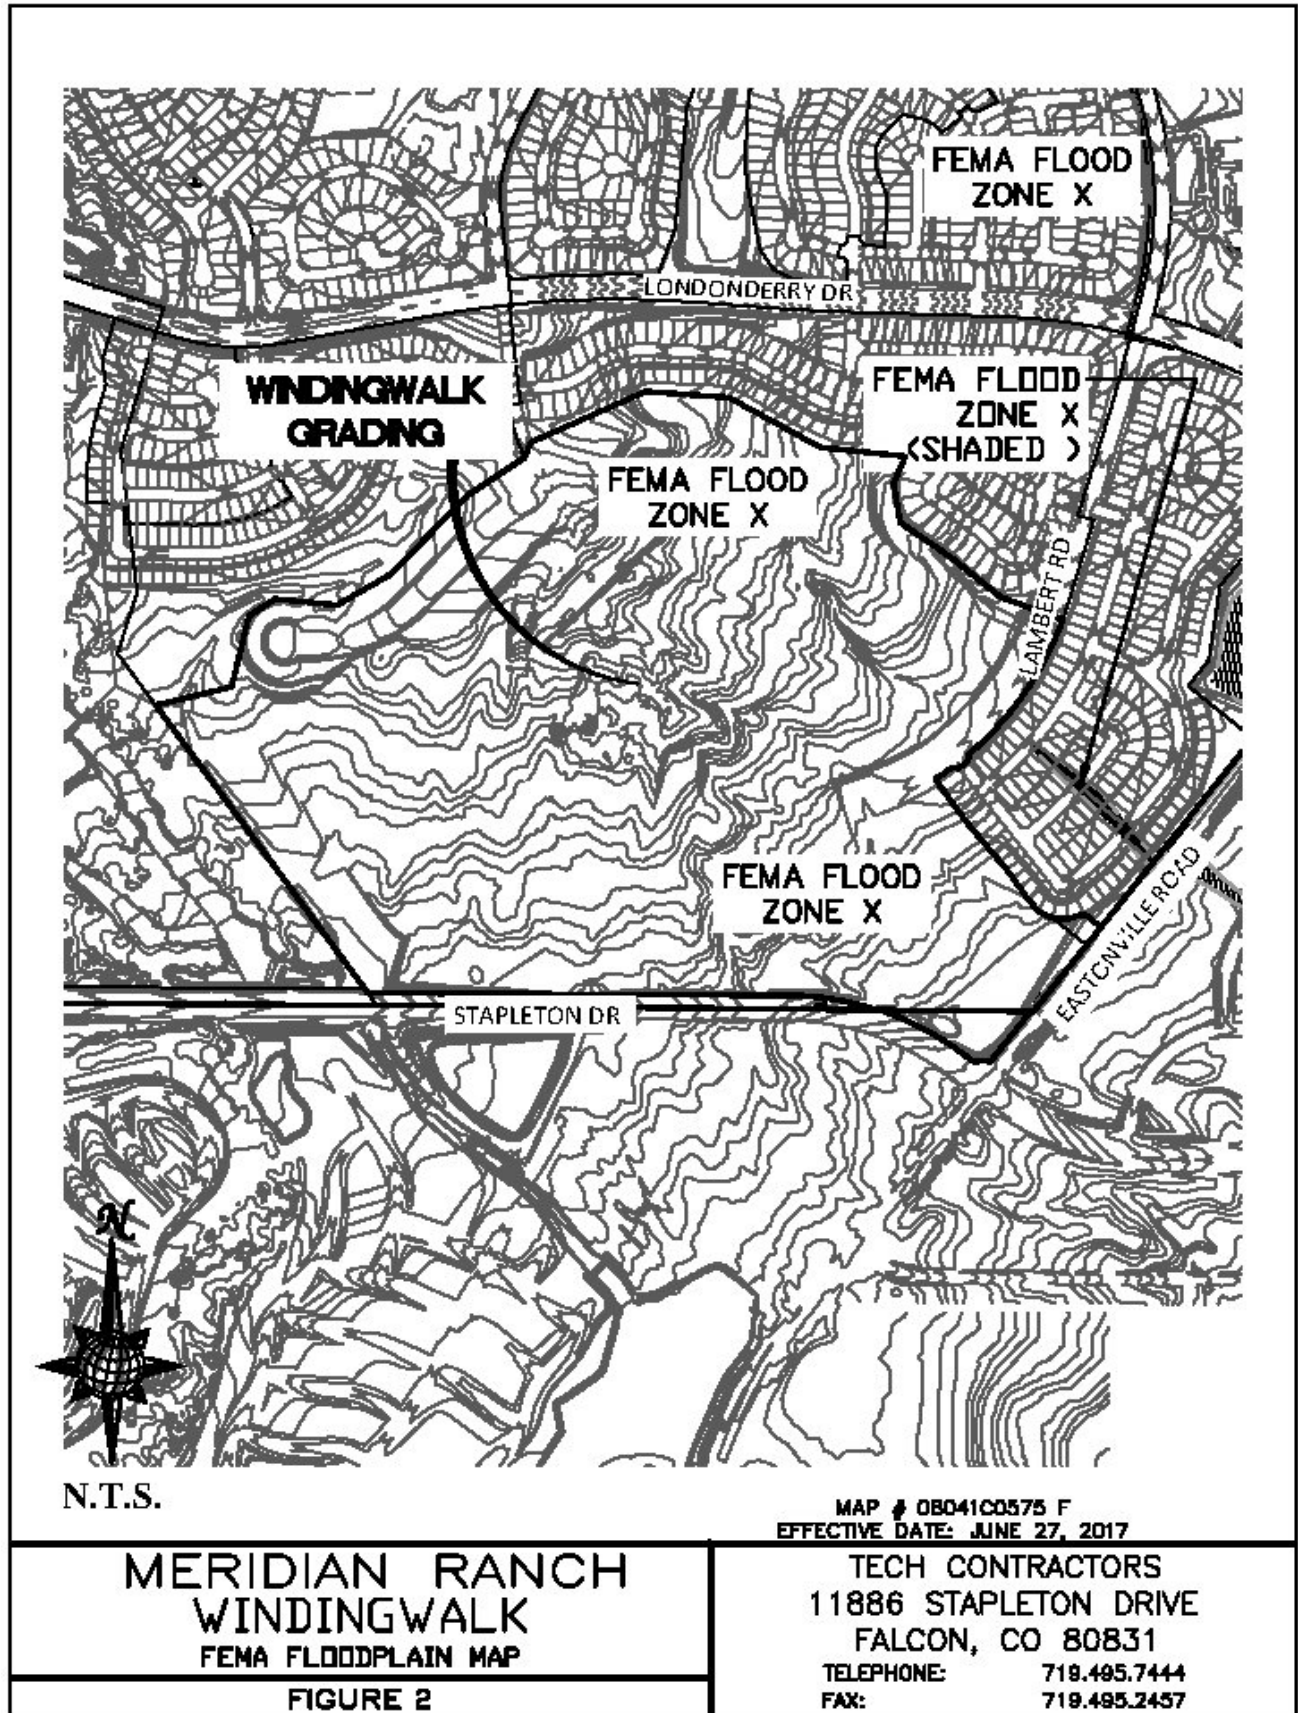 FEMA FLOOD
ZONE X
LONDONDERRY DR
WINDINGWALK
GRADING
FEMA FLOOD
ZONE X
(SHADED )
FEMA FLOOD
ZONE X
LAMBERT RD
FEMA FLOOD
ZONE X
EASTONVILLE ROAD
STAPLETON DR
N
N.T.S.
MAP # 08041C0575 F
EFFECTIVE DATE: JUNE 27, 2017
MERIDIAN RANCH
WINDINGWALK
FEMA FLOODPLAIN MAP
FIGURE 2
TECH CONTRACTORS
11886 STAPLETON DRIVE
FALCON, CO 80831
TELEPHONE: 719.495.7444
FAX: 719.495.2457